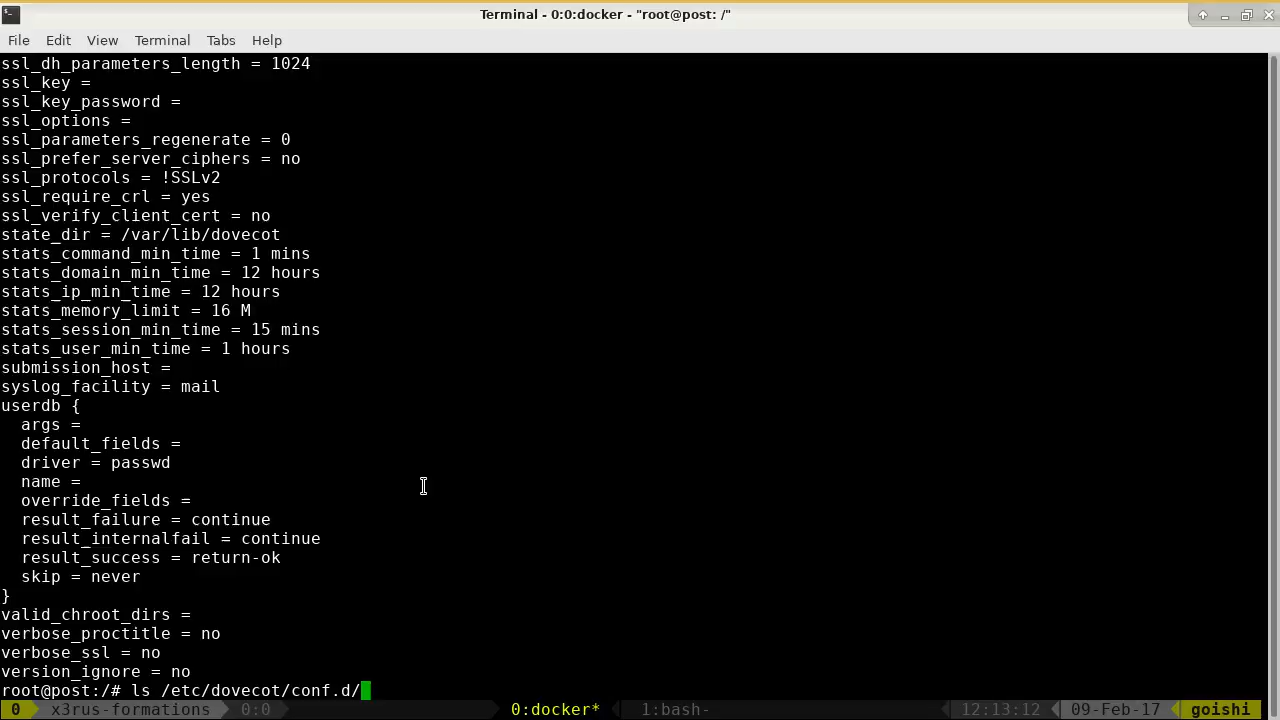 Terminal - 0:0:docker - "root@post: /"
File Edit View Terminal Tabs Help
ssl_dh_parameters_length = 1024
ssl_key =
ssl_key_password =
ssl_options =
ssl_parameters_regenerate = 0
ssl_prefer_server_ciphers = no
ssl_protocols = !SSLv2
ssl_require_crl = yes
ssl_verify_client_cert = no
state_dir = /var/lib/dovecot
stats_command_min_time = 1 mins
stats_domain_min_time = 12 hours
stats_ip_min_time = 12 hours
stats_memory_limit = 16 M
stats_session_min_time = 15 mins
stats_user_min_time = 1 hours
submission_host =
syslog_facility = mail
userdb {
  args =
  default_fields =
  driver = passwd
  name =
  override_fields =
  result_failure = continue
  result_internalfail = continue
  result_success = return-ok
  skip = never
}
valid_chroot_dirs =
verbose_proctitle = no
verbose_ssl = no
version_ignore = no
root@post:/# ls /etc/dovecot/conf.d/
0 x3rus-formations 0:0 0:docker* 1:bash- 12:13:12 09-Feb-17 goishi